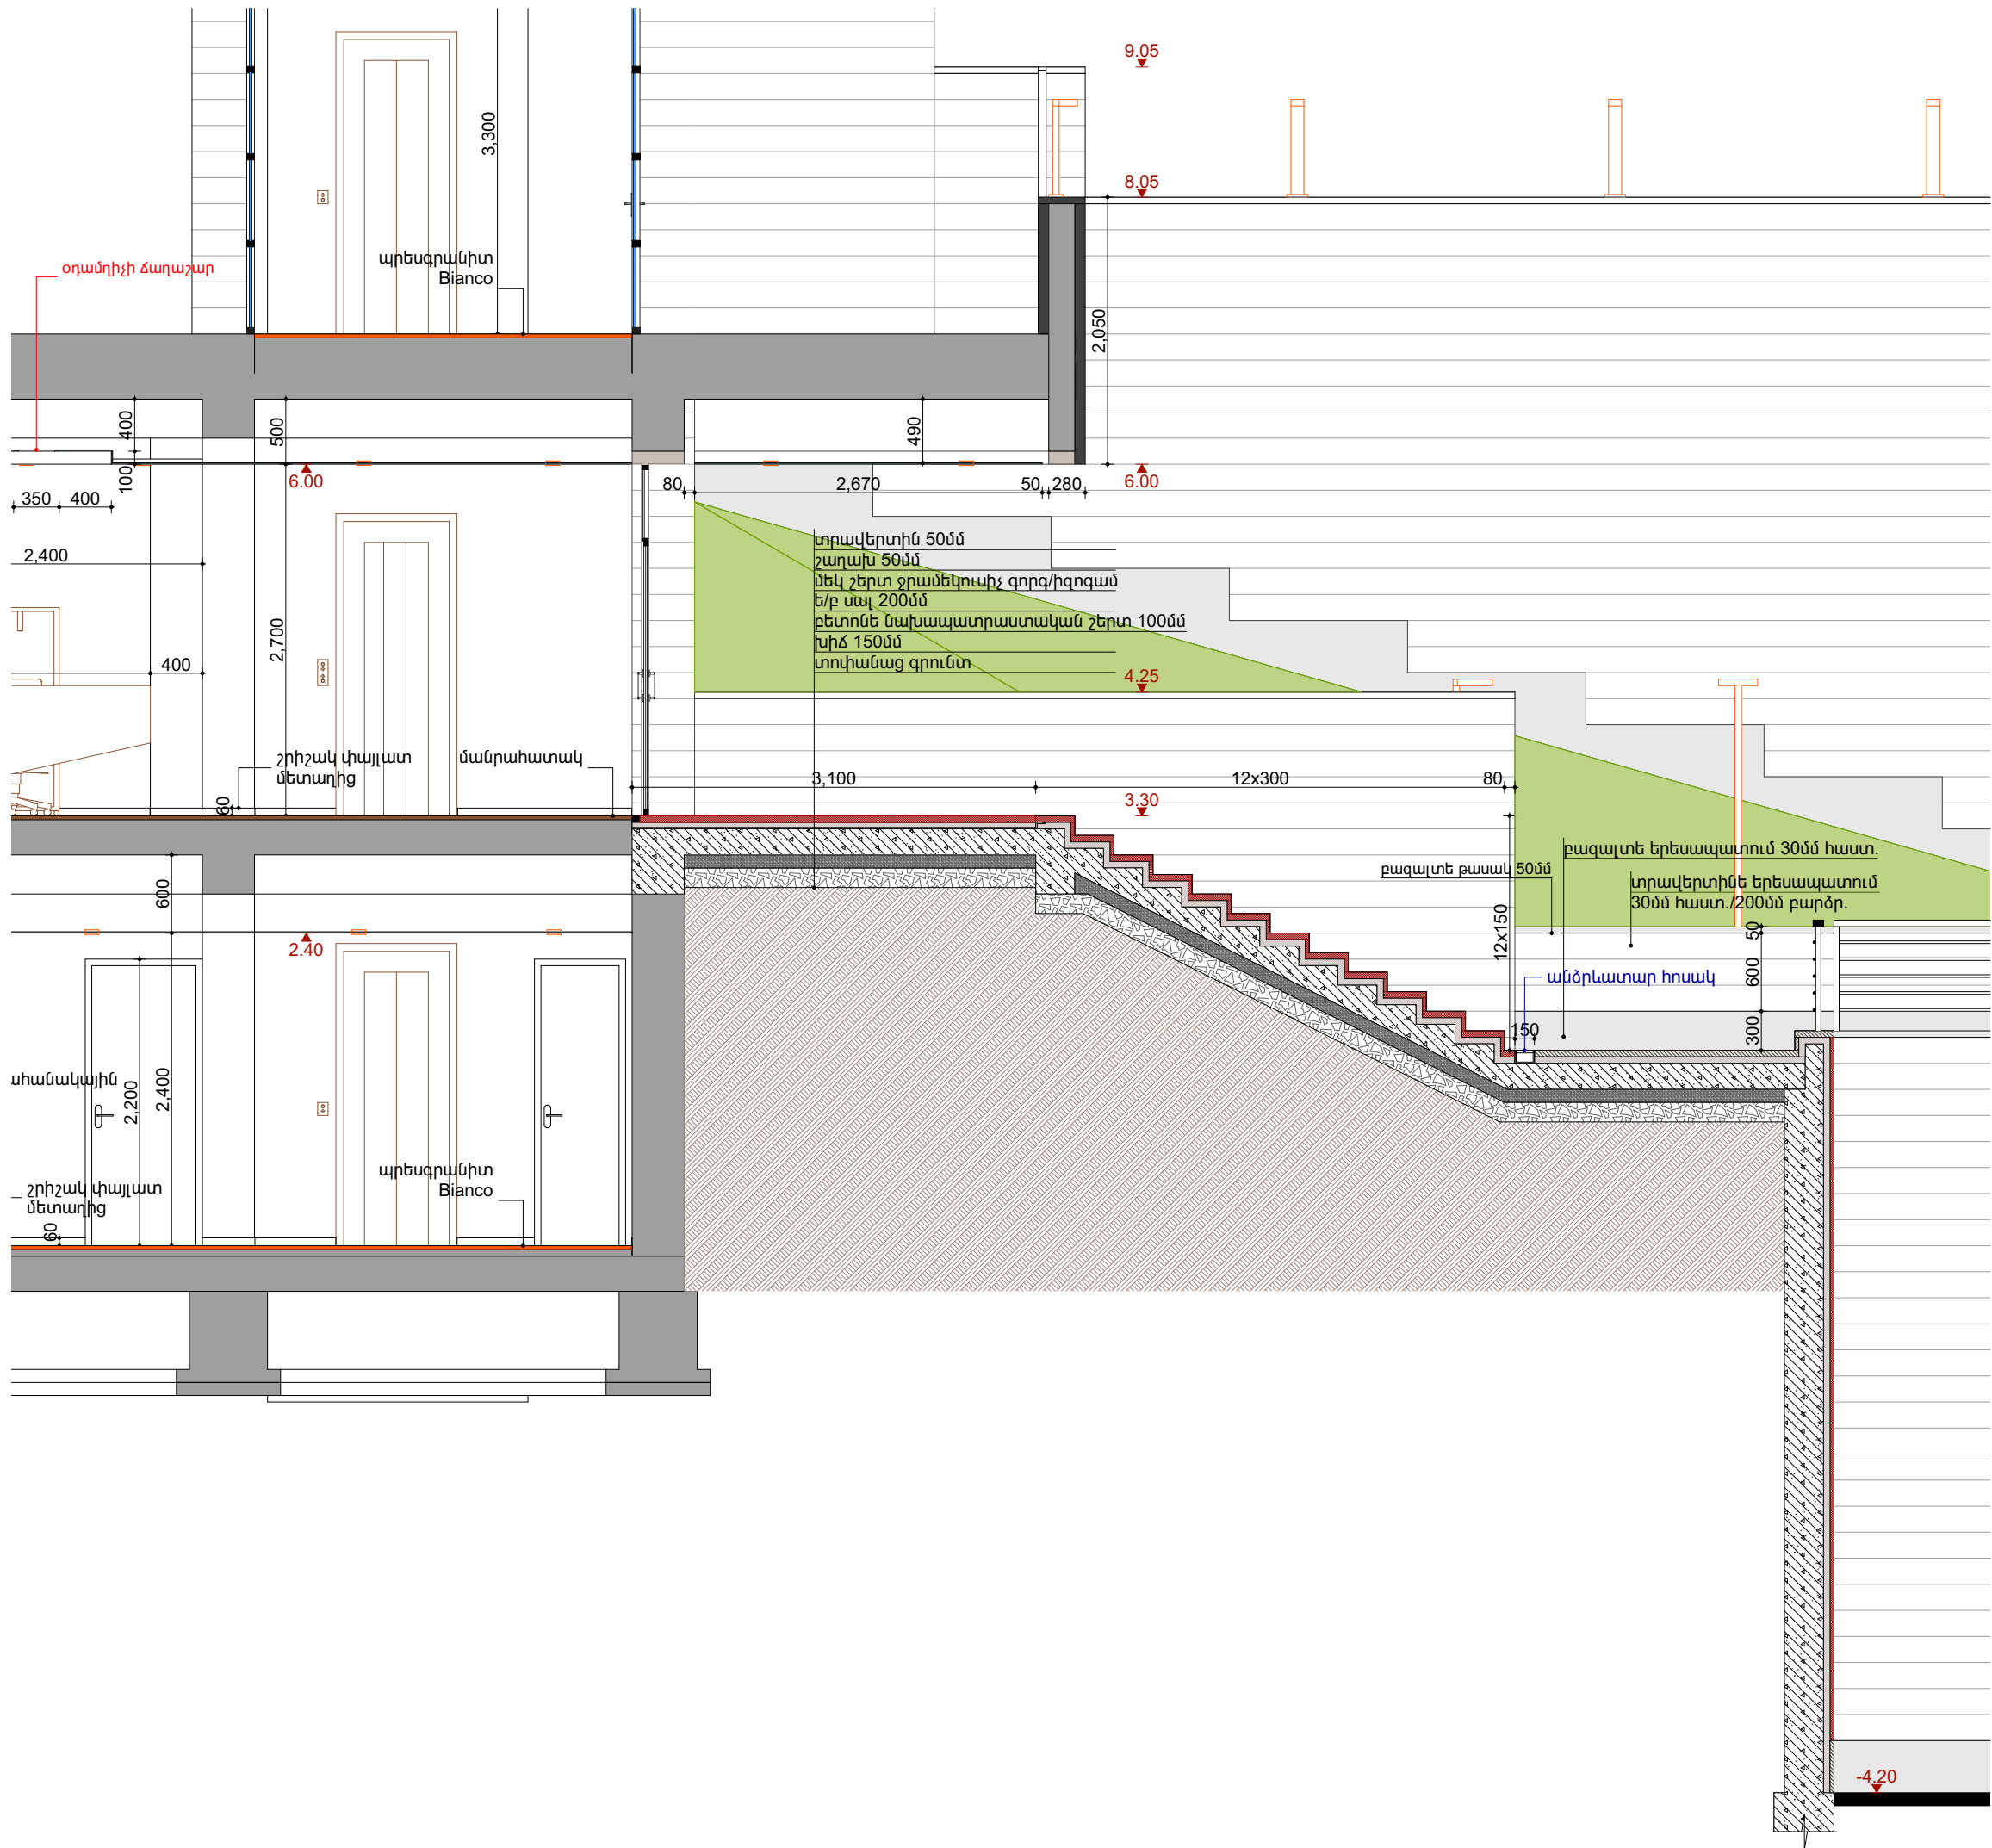 9.05
3,300
8.05
պրեսգրանիտ
Bianco
օդամղիչի ճաղաշար
2,050
400
500
490
100
6.00
6.00
350
400
80
2,670
50
280
2,400
տրավերտին 50մմ
շաղախ 50մմ
մեկ շերտ ջրամեկուսիչ գորգ/իզոգամ
ե/բ սալ 200մմ
բետոնե նախապատրաստական շերտ 100մմ
խիճ 150մմ
տոփանաց գրունտ
2,700
400
4.25
շրիշակ փայլատ
մետաղից
մանրահատակ
60
3,100
12x300
80
3.30
բազալտե երեսապատում 30մմ հաստ.
բազալտե թասակ 50մմ
տրավերտինե երեսապատում
30մմ հաստ./200մմ բարձր.
600
12x150
50
2.40
անձրևատար հոսակ
600
150
300
2,200
2,400
պրեսգրանիտ
Bianco
շրիշակ փայլատ
մետաղից
60
-4.20